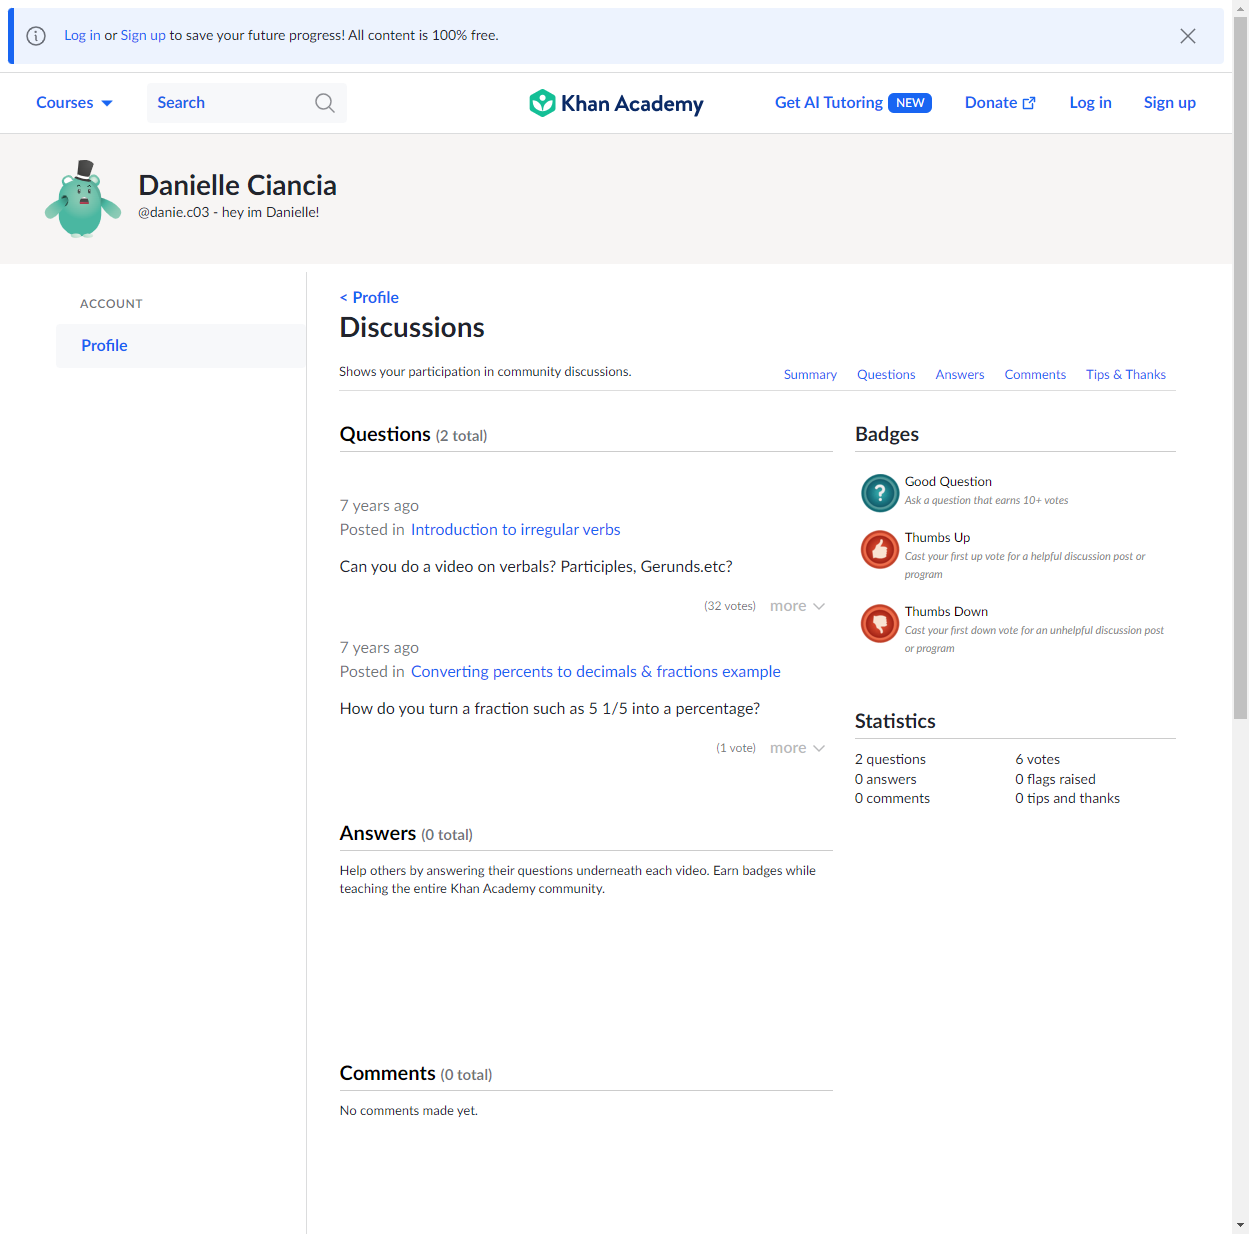 Log in or Sign up to save your future progress! All content is 100% free.
Courses
Search
Khan Academy
Get AI Tutoring NEW
Donate
Log in
Sign up
Danielle Ciancia
@danie.c03 - hey im Danielle!
ACCOUNT
Profile
< Profile
Discussions
Shows your participation in community discussions.
Summary Questions Answers Comments Tips & Thanks
Questions (2 total)
7 years ago
Posted in Introduction to irregular verbs
Can you do a video on verbals? Participles, Gerunds.etc?
(32 votes) more
7 years ago
Posted in Converting percents to decimals & fractions example
How do you turn a fraction such as 5 1/5 into a percentage?
(1 vote) more
Answers (0 total)
Help others by answering their questions underneath each video. Earn badges while
teaching the entire Khan Academy community.
Comments (0 total)
No comments made yet.
Badges
?
Good Question
Ask a question that earns 10+ votes
Thumbs Up
Cast your first up vote for a helpful discussion post or
program
Thumbs Down
Cast your first down vote for an unhelpful discussion post
or program
Statistics
2 questions
6 votes
0 answers
0 flags raised
0 comments
0 tips and thanks